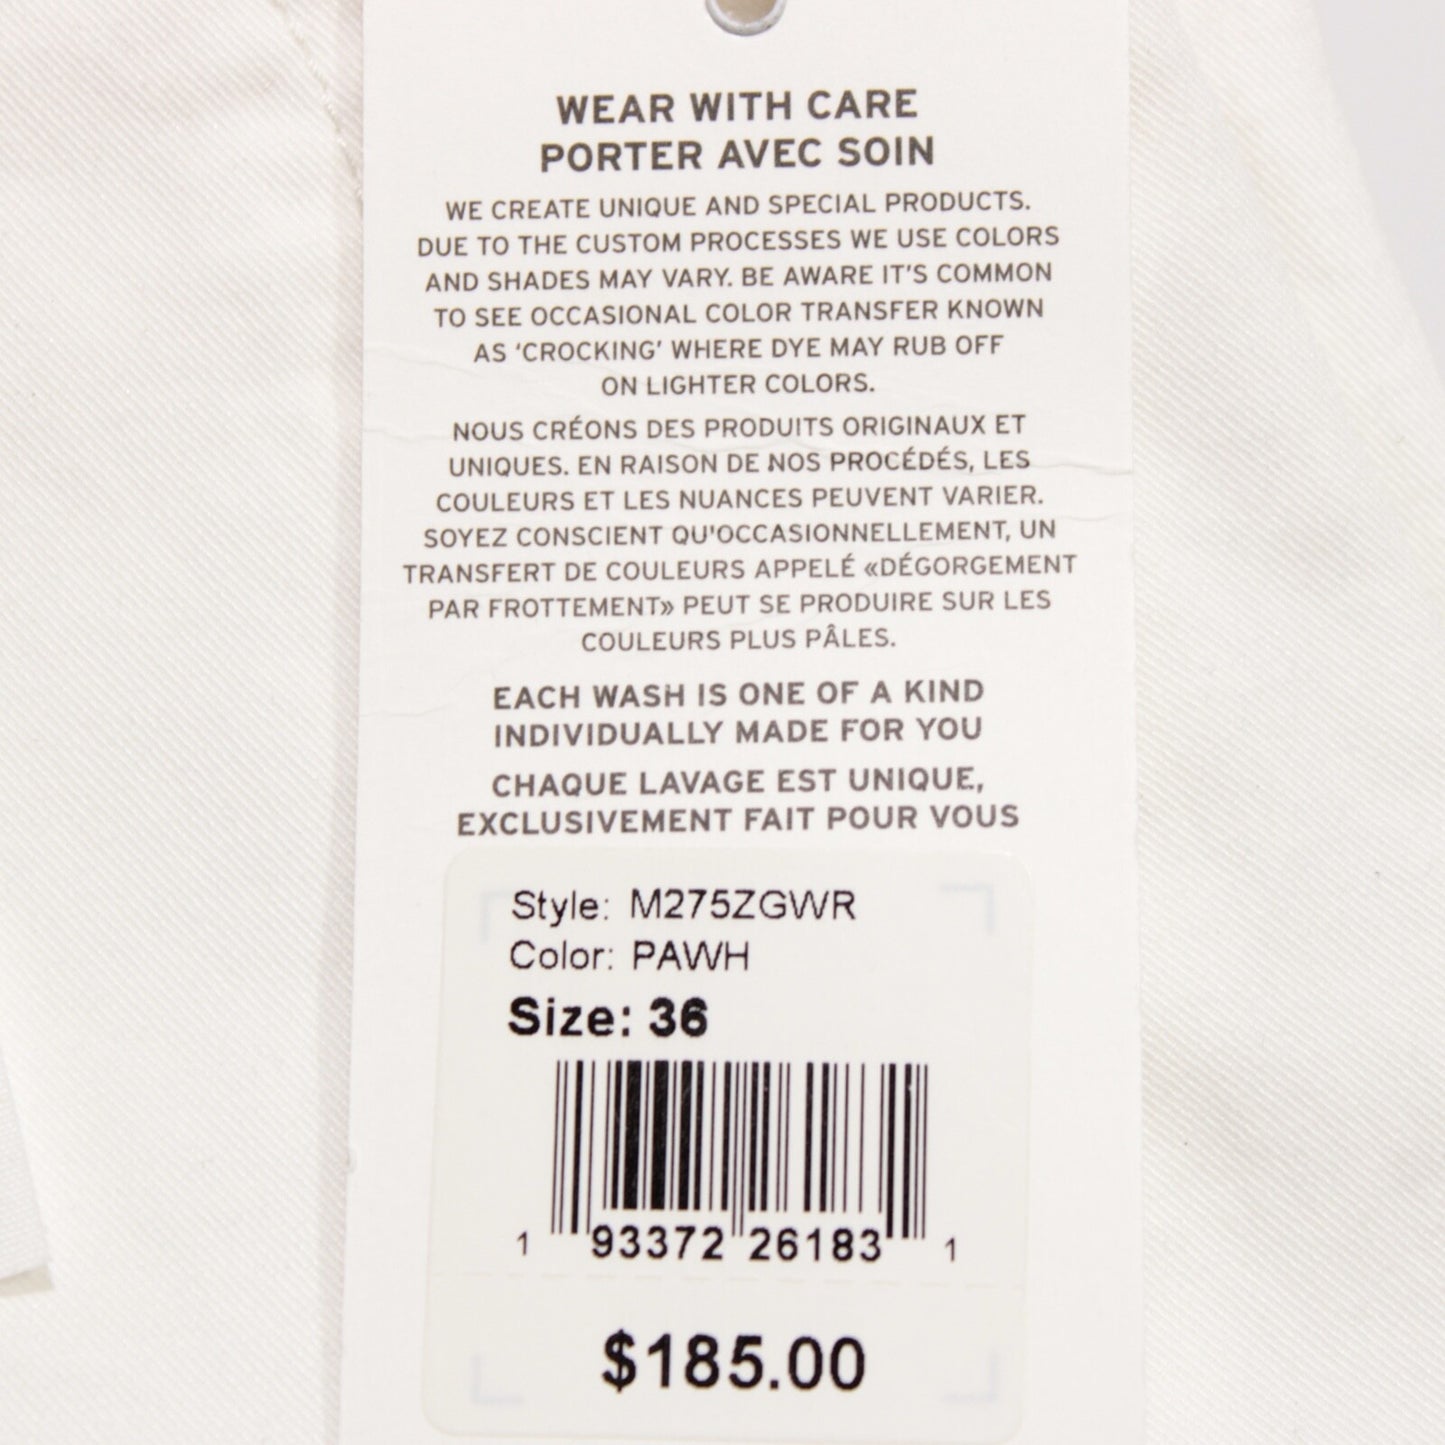 WEAR WITH CARE
PORTER AVEC SOIN
WE CREATE UNIQUE AND SPECIAL PRODUCTS.
DUE TO THE CUSTOM PROCESSES WE USE COLORS
AND SHADES MAY VARY. BE AWARE IT'S COMMON
TO SEE OCCASIONAL COLOR TRANSFER KNOWN
AS ‘CROCKING’ WHERE DYE MAY RUB OFF
ON LIGHTER COLORS.
NOUS CRÉONS DES PRODUITS ORIGINAUX ET
UNIQUES. EN RAISON DE NOS PROCÉDÉS, LES
COULEURS ET LES NUANCES PEUVENT VARIER.
SOYEZ CONSCIENT QU'OCCASIONNELLEMENT, UN
TRANSFERT DE COULEURS APPELÉ «DÉGORGEMENT
PAR FROTTEMENT» PEUT SE PRODUIRE SUR LES
COULEURS PLUS PÂLES.
EACH WASH IS ONE OF A KIND
INDIVIDUALLY MADE FOR YOU
CHAQUE LAVAGE EST UNIQUE,
EXCLUSIVEMENT FAIT POUR VOUS
Style: M275ZGWR
Color: PAWH
Size: 36
1 93372 26183 1
$185.00